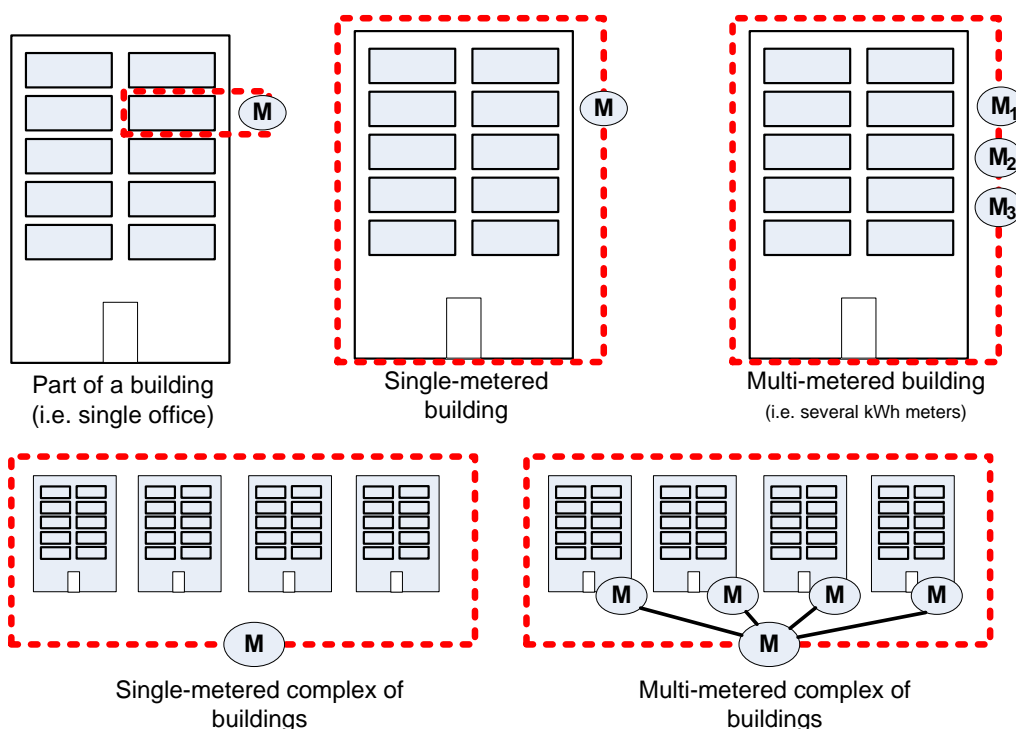 M
M
M1
M2
M3
Part of a building
(i.e. single office)
Single-metered
building
Multi-metered building
(i.e. several kWh meters)
M
M
M
M
M
M
Single-metered complex of
buildings
Multi-metered complex of
buildings